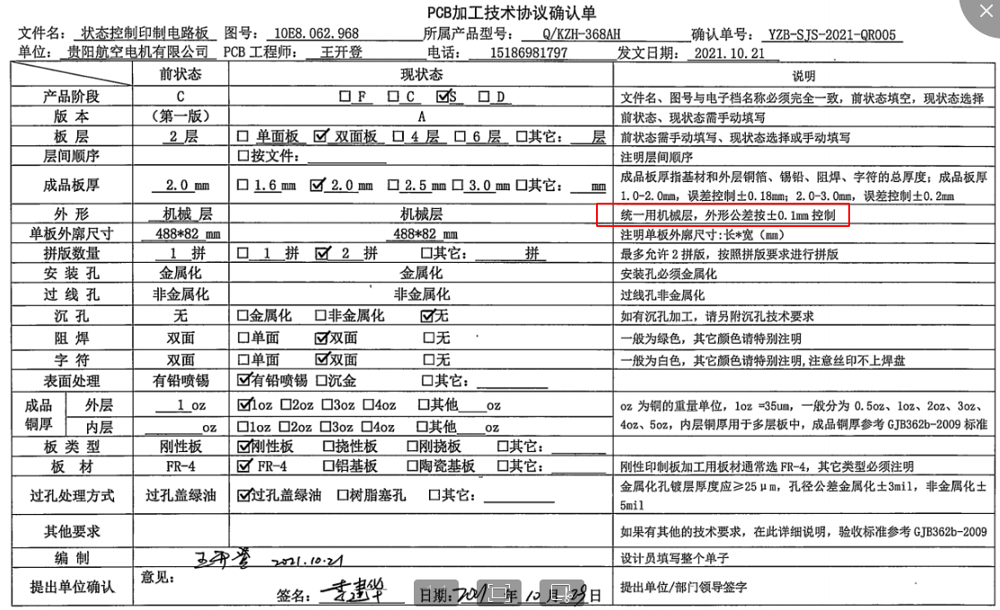 PCB加工技术协议确认单
文件名： 状态控制印制电路板 图号： 10E8.062.968 所属产品型号： Q/KZH-368AH 确认单号： YZB-SJS-2021-QR005
单位： 贵阳航空电机有限公司 PCB 工程师： 王开登 电话： 15186981797 发文日期： 2021.10.21
前状态 现状态 说明
产品阶段 C □ F □ C ☑S □ D 文件名、图号与电子档名称必须完全一致，前状态填空，现状态选择
版 本 （第一版） A 前状态、现状态需手动填写
板 层 2 层 □ 单面板 ☑ 双面板 □ 4 层 □ 6 层 □其它： 层 前状态需手动填写、现状态选择或手动填写
层间顺序 □按文件： 注明层间顺序
成品板厚 2.0 mm □ 1.6 mm ☑ 2.0 mm □ 2.5 mm □ 3.0 mm □其它： mm 成品板厚指基材和外层铜箔、锡铅、阻焊、字符的总厚度；成品板厚
1.0-2.0mm，误差控制±0.18mm；2.0-3.0mm，误差控制±0.2mm
外 形 机械 层 机械层 统一用机械层，外形公差按±0.1mm 控制
单板外廓尺寸 488*82 mm 488*82 mm 注明单板外廓尺寸:长*宽（mm）
拼版数量 1 拼 □ 1 拼 ☑ 2 拼 □其它： 拼 最多允许 2 拼版，按照拼版要求进行拼版
安 装 孔 金属化 金属化 安装孔必须金属化
过 线 孔 非金属化 非金属化 过线孔非金属化
沉 孔 无 □金属化 □非金属化 ☑无 如有沉孔加工，请另附沉孔技术要求
阻 焊 双面 □单面 ☑双面 □无 一般为绿色，其它颜色请特别注明
字 符 双面 □单面 ☑双面 □无 一般为白色，其它颜色请特别注明,注意丝印不上焊盘
表面处理 有铅喷锡 ☑有铅喷锡 □沉金 □其它：
成品铜厚 外层 1 oz ☑1oz □2oz □3oz □4oz □其他 oz oz 为铜的重量单位，1oz =35um，一般分为 0.5oz、1oz、2oz、3oz、
内层 oz □1oz □2oz □3oz □4oz □其他 oz 4oz、5oz，内层铜厚用于多层板中，成品铜厚参考 GJB362b-2009 标准
板 类 型 刚性板 ☑刚性板 □挠性板 □刚挠板 □其它：
板 材 FR-4 ☑ FR-4 □铝基板 □陶瓷基板 □其它： 刚性印制板加工用板材通常选 FR-4，其它类型必须注明
过孔处理方式 过孔盖绿油 ☑过孔盖绿油 □树脂塞孔 □其它： 金属化孔镀层厚度应≥25μm，孔径公差金属化±3mil，非金属化±
5mil
其他要求 如果有其他的技术要求，在此详细说明，验收标准参考 GJB362b-2009
编 制 王开登 2021.10.21 设计员填写整个单子
提出单位确认 意见：
签名： 李建华 日期： 2021 年 10 月 29 日 提出单位/部门领导签字